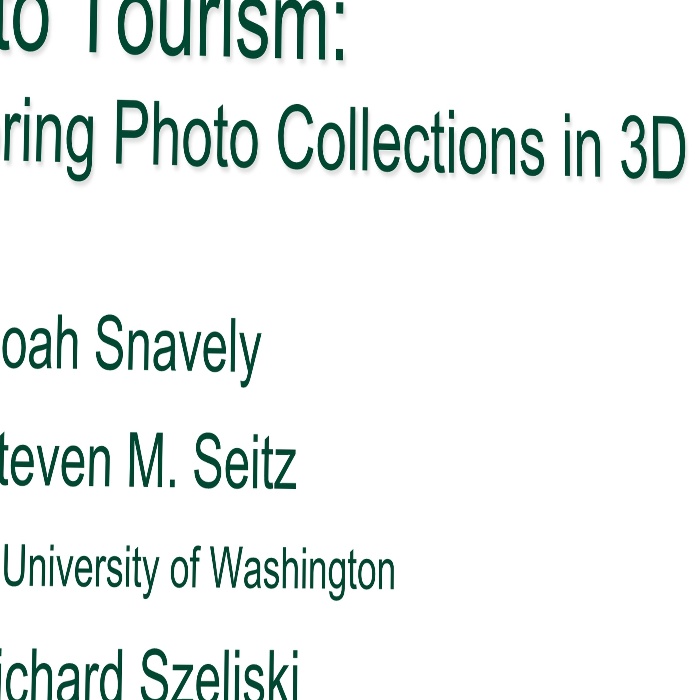 to Tourism:
ring Photo Collections in 3D
oah Snavely
teven M. Seitz
University of Washington
ichard Szeliski